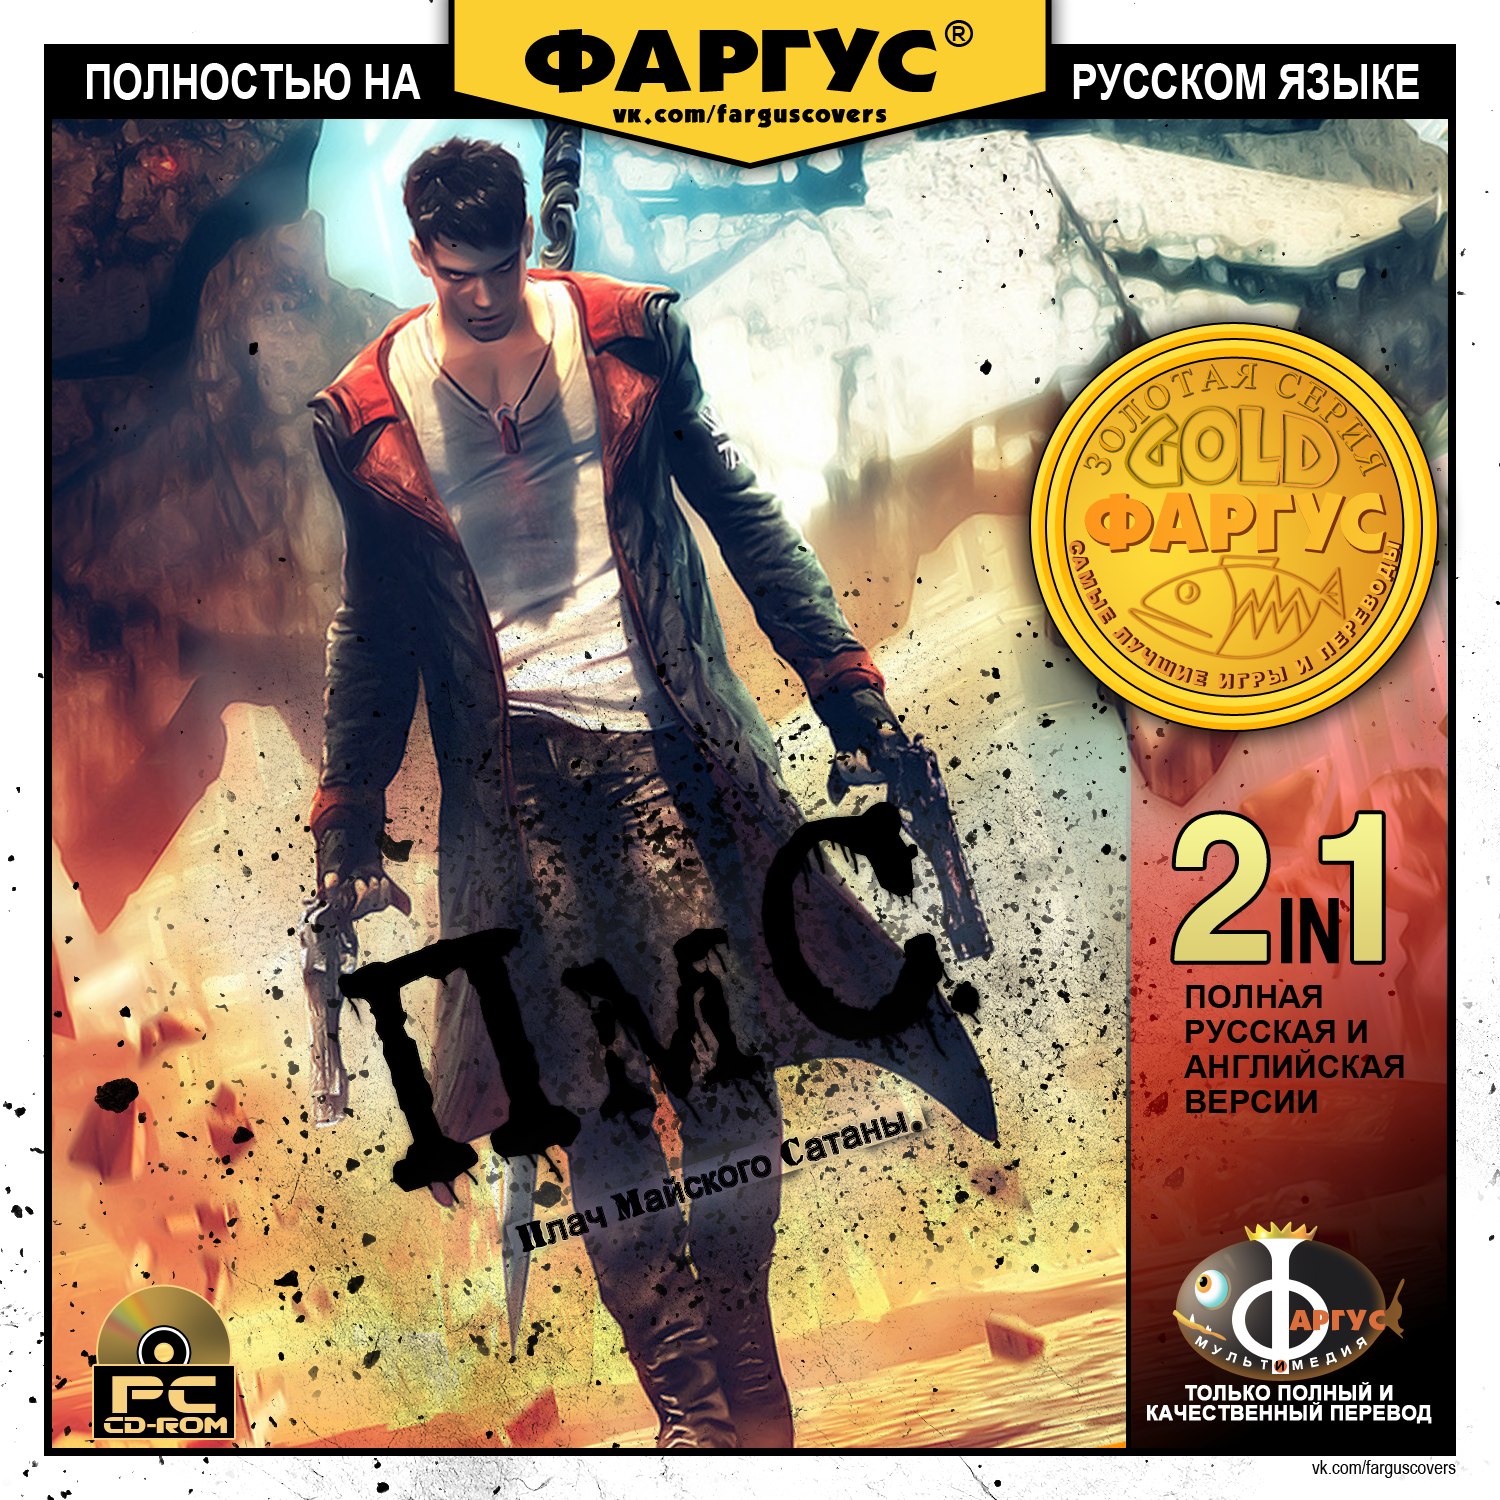 ФАРГУС®
vk.com/farguscovers
ПОЛНОСТЬЮ НА
РУССКОМ ЯЗЫКЕ
ЗОЛОТАЯ СЕРИЯ
GOLD
ФАРГУС
САМЫЕ ЛУЧШИЕ ИГРЫ И ПЕРЕВОДЫ
2IN1
ПОЛНАЯ
РУССКАЯ И
АНГЛИЙСКАЯ
ВЕРСИИ
ПМС.
Плач Майского Сатаны.
PC
CD-ROM
ФАРГУС
МУЛЬТИМЕДИЯ
ТОЛЬКО ПОЛНЫЙ И
КАЧЕСТВЕННЫЙ ПЕРЕВОД
vk.com/farguscovers